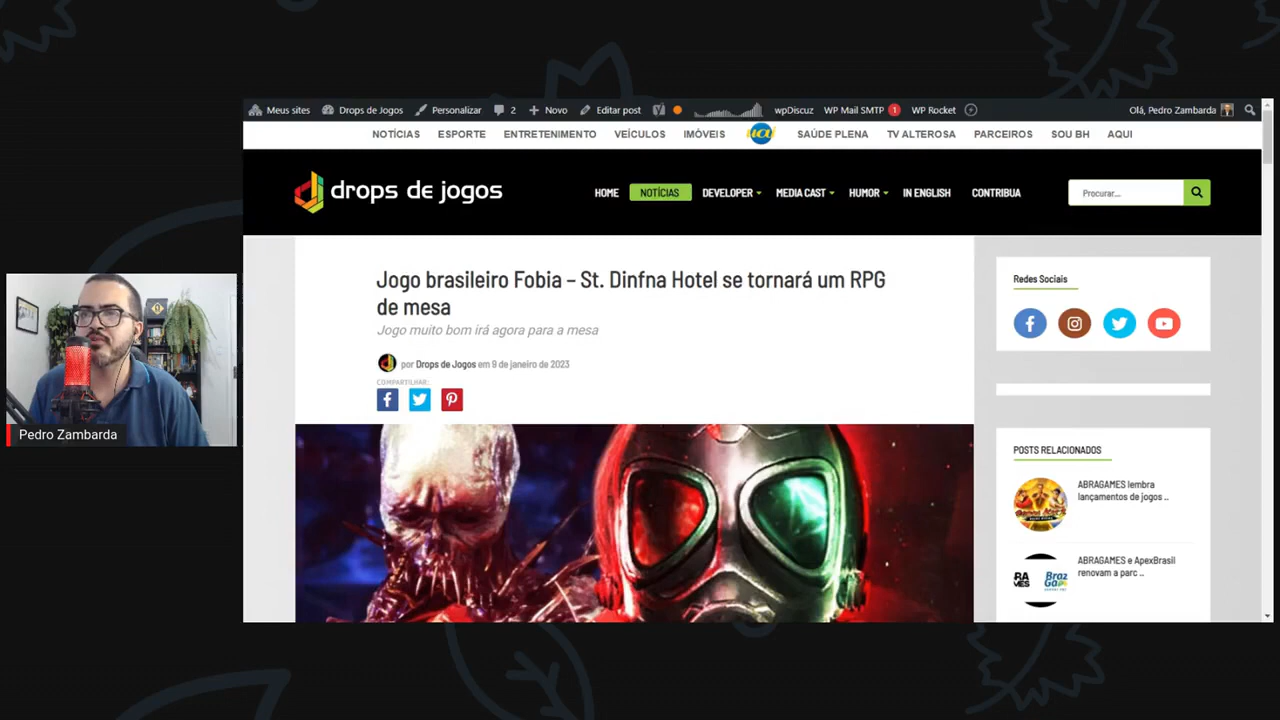 Meus sites Drops de Jogos Personalizar 2 Novo Editar post wpDiscuz WP Mail SMTP 1 WP Rocket Olá, Pedro Zambarda
NOTÍCIAS ESPORTE ENTRETENIMENTO VEÍCULOS IMÓVEIS uai SAÚDE PLENA TV ALTEROSA PARCEIROS SOU BH AQUI
drops de jogos HOME NOTÍCIAS DEVELOPER MEDIA CAST HUMOR IN ENGLISH CONTRIBUA Procurar...
Jogo brasileiro Fobia – St. Dinfna Hotel se tornará um RPG
de mesa
Jogo muito bom irá agora para a mesa
por Drops de Jogos em 9 de janeiro de 2023
COMPARTILHAR:
Redes Sociais
POSTS RELACIONADOS
ABRAGAMES lembra
lançamentos de jogos ..
ABRAGAMES e ApexBrasil
renovam a parc ..
Pedro Zambarda